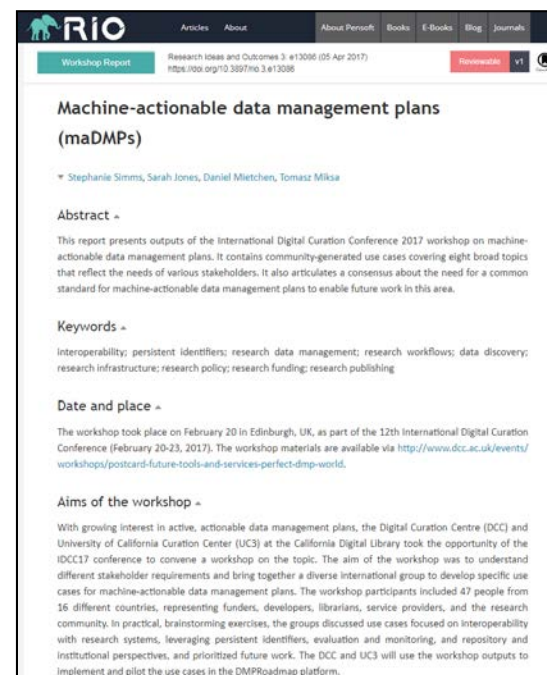 RIO
Articles About About Pensoft Books E-Books Blog Journals
Workshop Report
Research Ideas and Outcomes 3: e13086 (05 Apr 2017)
https://doi.org/10.3897/rio.3.e13086
Reviewable v1
Machine-actionable data management plans
(maDMPs)
Stephanie Simms, Sarah Jones, Daniel Mietchen, Tomasz Miksa
Abstract
This report presents outputs of the International Digital Curation Conference 2017 workshop on machine-
actionable data management plans. It contains community-generated use cases covering eight broad topics
that reflect the needs of various stakeholders. It also articulates a consensus about the need for a common
standard for machine-actionable data management plans to enable future work in this area.
Keywords
interoperability; persistent identifiers; research data management; research workflows; data discovery;
research infrastructure; research policy; research funding; research publishing
Date and place
The workshop took place on February 20 in Edinburgh, UK, as part of the 12th International Digital Curation
Conference (February 20-23, 2017). The workshop materials are available via http://www.dcc.ac.uk/events/
workshops/postcard-future-tools-and-services-perfect-dmp-world.
Aims of the workshop
With growing interest in active, actionable data management plans, the Digital Curation Centre (DCC) and
University of California Curation Center (UC3) at the California Digital Library took the opportunity of the
IDCC17 conference to convene a workshop on the topic. The aim of the workshop was to understand
different stakeholder requirements and bring together a diverse international group to develop specific use
cases for machine-actionable data management plans. The workshop participants included 47 people from
16 different countries, representing funders, developers, librarians, service providers, and the research
community. In practical, brainstorming exercises, the groups discussed use cases focused on interoperability
with research systems, leveraging persistent identifiers, evaluation and monitoring, and repository and
institutional perspectives, and prioritized future work. The DCC and UC3 will use the workshop outputs to
implement and pilot the use cases in the DMPRoadmap platform.